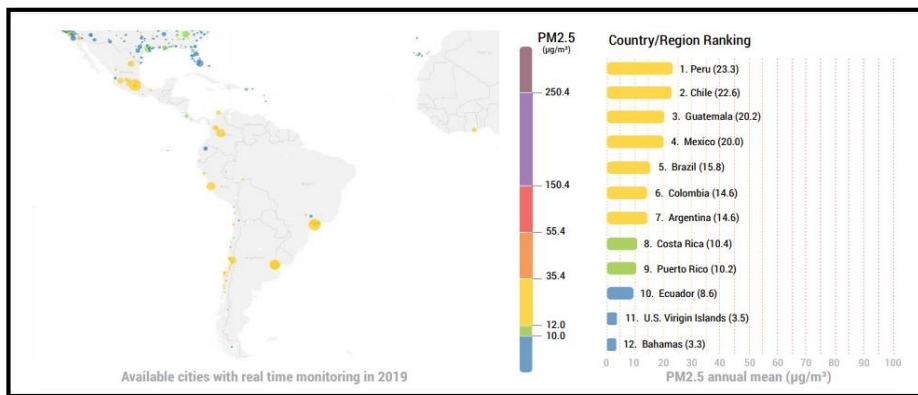 PM2.5
(µg/m³)
250.4
150.4
55.4
35.4
12.0
10.0
Available cities with real time monitoring in 2019
Country/Region Ranking
1. Peru (23.3)
2. Chile (22.6)
3. Guatemala (20.2)
4. Mexico (20.0)
5. Brazil (15.8)
6. Colombia (14.6)
7. Argentina (14.6)
8. Costa Rica (10.4)
9. Puerto Rico (10.2)
10. Ecuador (8.6)
11. U.S. Virigin Islands (3.5)
12. Bahamas (3.3)
0 10 20 30 40 50 60 70 80 90 100
PM2.5 annual mean (µg/m³)